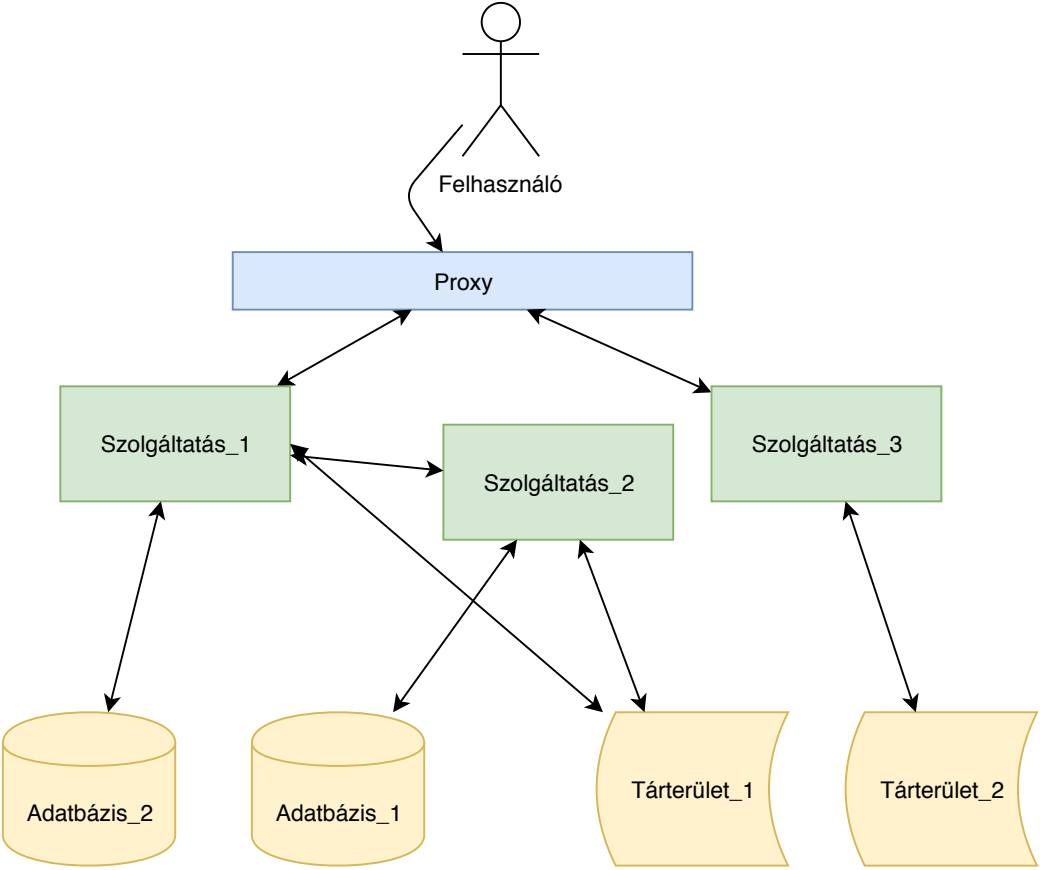 Felhasználó
Proxy
Szolgáltatás_1
Szolgáltatás_2
Szolgáltatás_3
Adatbázis_2
Adatbázis_1
Tárterület_1
Tárterület_2